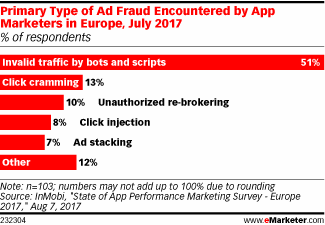 Primary Type of Ad Fraud Encountered by App
Marketers in Europe, July 2017
% of respondents
Invalid traffic by bots and scripts 51%
Click cramming 13%
10% Unauthorized re-brokering
8% Click injection
7% Ad stacking
Other 12%
Note: n=103; numbers may not add up to 100% due to rounding
Source: InMobi, "State of App Performance Marketing Survey - Europe
2017," Aug 7, 2017
232304 www.eMarketer.com